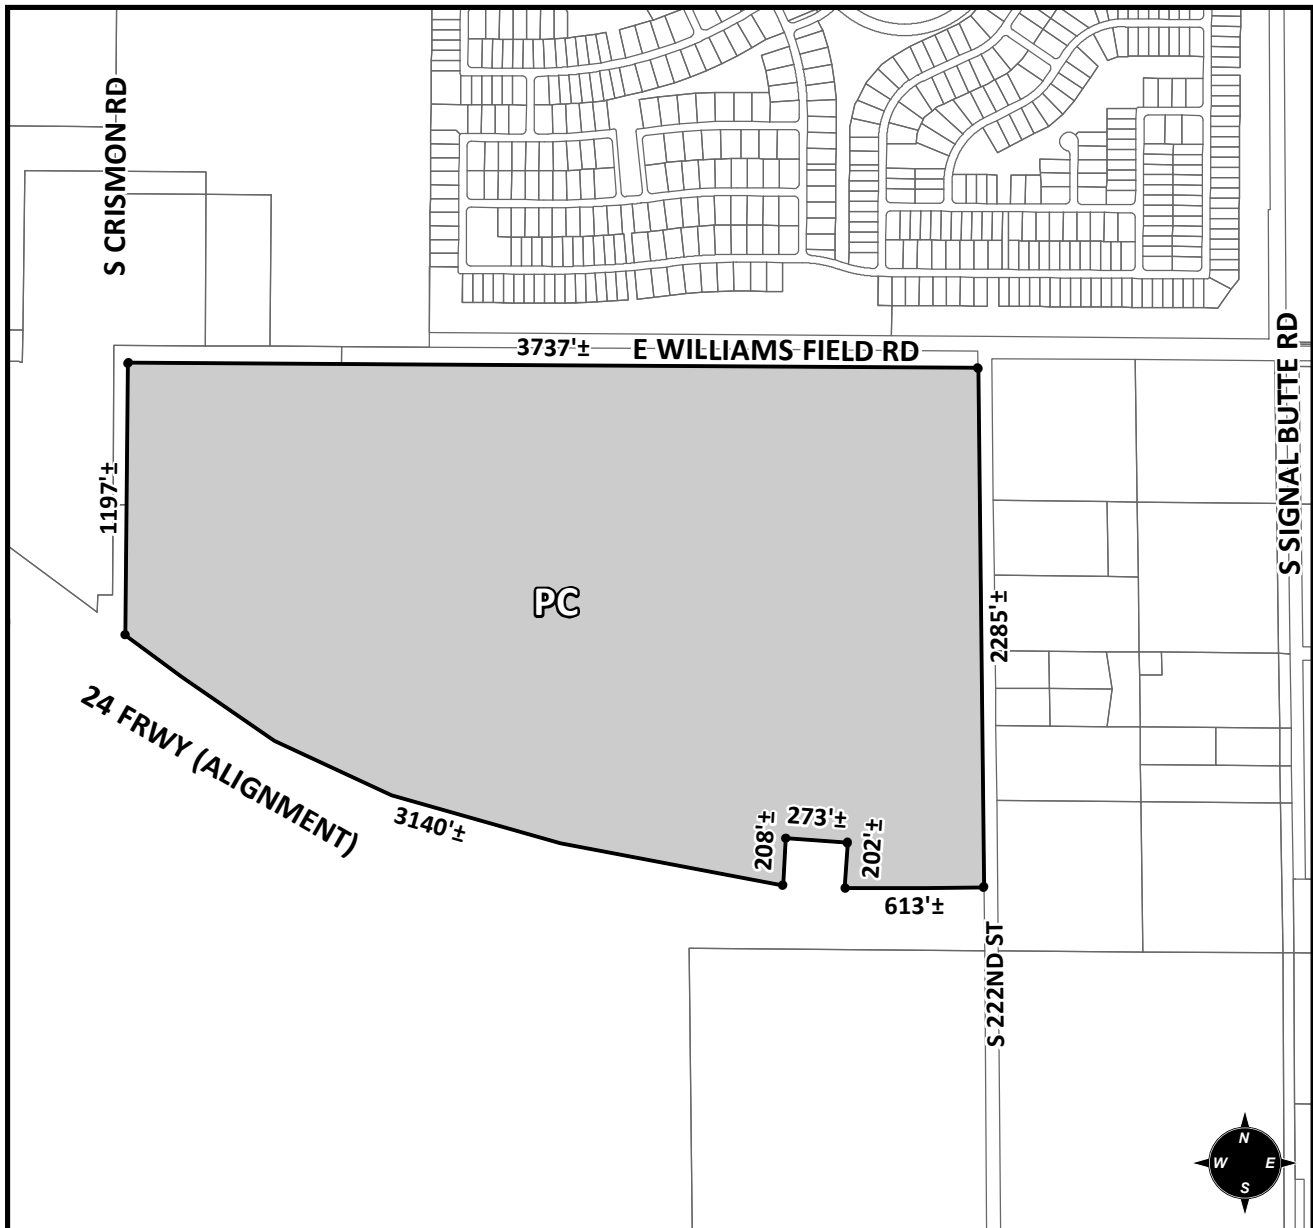 S CRISMON RD
3737'±
E WILLIAMS FIELD RD
S SIGNAL BUTTE RD
1197'±
PC
2285'±
24 FRWY (ALIGNMENT)
3140'±
208'±
273'±
202'±
613'±
S 222ND ST
N
W
E
S